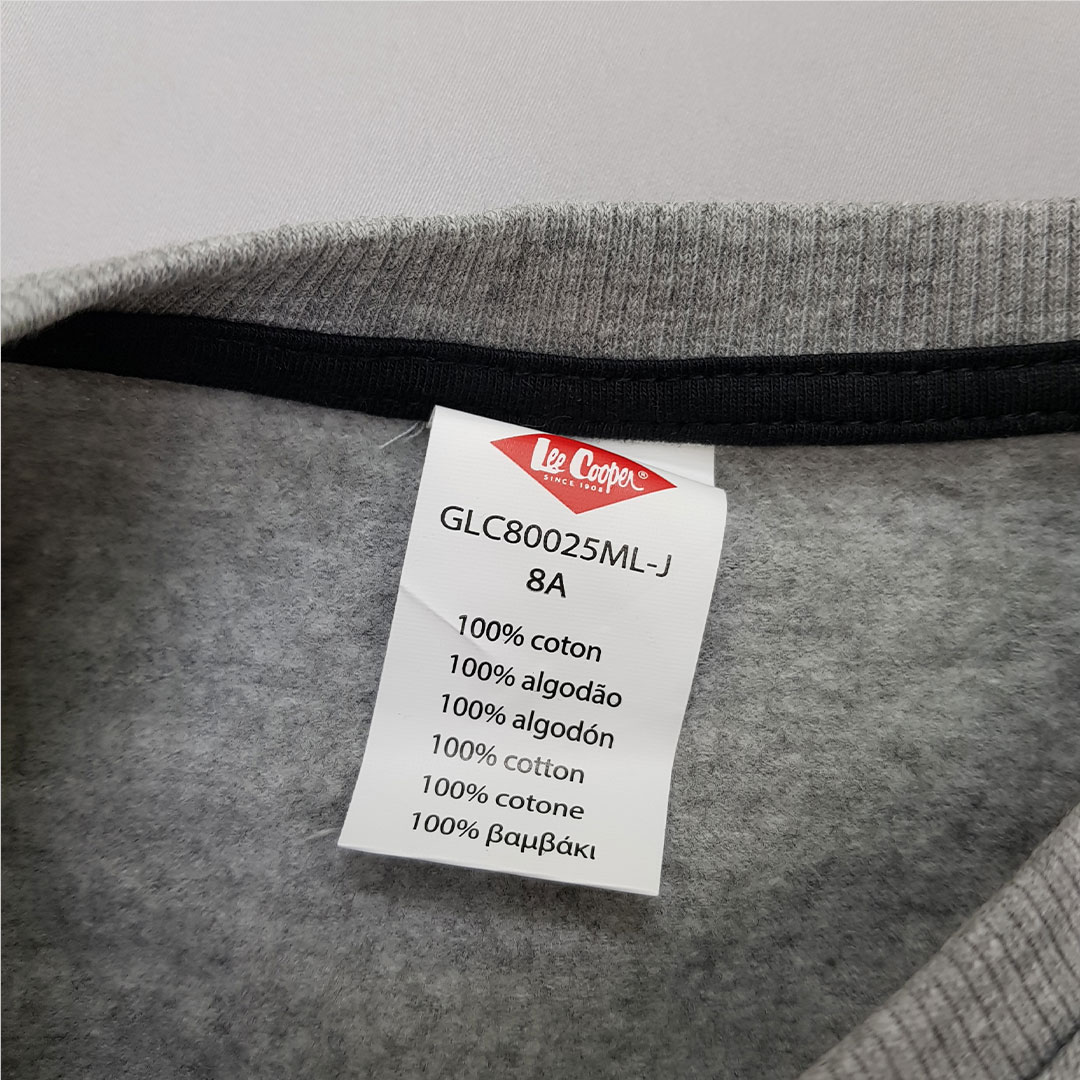 Lee Cooper®
SINCE 1908
GLC80025ML-J
8A
100% coton
100% algodão
100% algodón
100% cotton
100% cotone
100% βαμβάκι